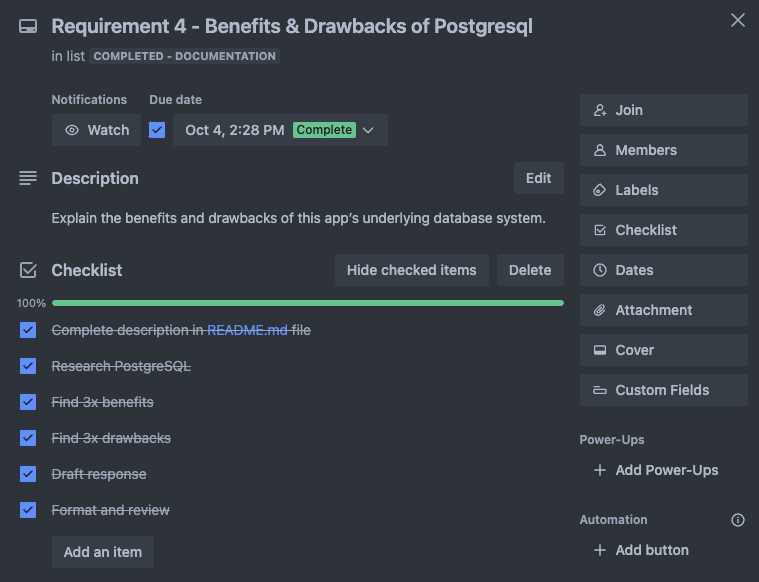 Requirement 4 - Benefits & Drawbacks of Postgresql
in list COMPLETED - DOCUMENTATION
Notifications Due date
Watch Oct 4, 2:28 PM Complete
Description Edit
Explain the benefits and drawbacks of this app's underlying database system.
Checklist Hide checked items Delete
100%
Complete description in README.md file
Research PostgreSQL
Find 3x benefits
Find 3x drawbacks
Draft response
Format and review
Add an item
Join
Members
Labels
Checklist
Dates
Attachment
Cover
Custom Fields
Power-Ups
Add Power-Ups
Automation
Add button